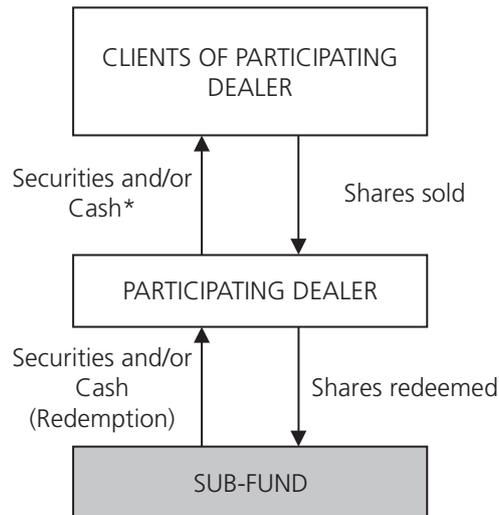 CLIENTS OF PARTICIPATING
DEALER
Securities and/or
Cash*
Shares sold
PARTICIPATING DEALER
Securities and/or
Cash
(Redemption)
Shares redeemed
SUB-FUND